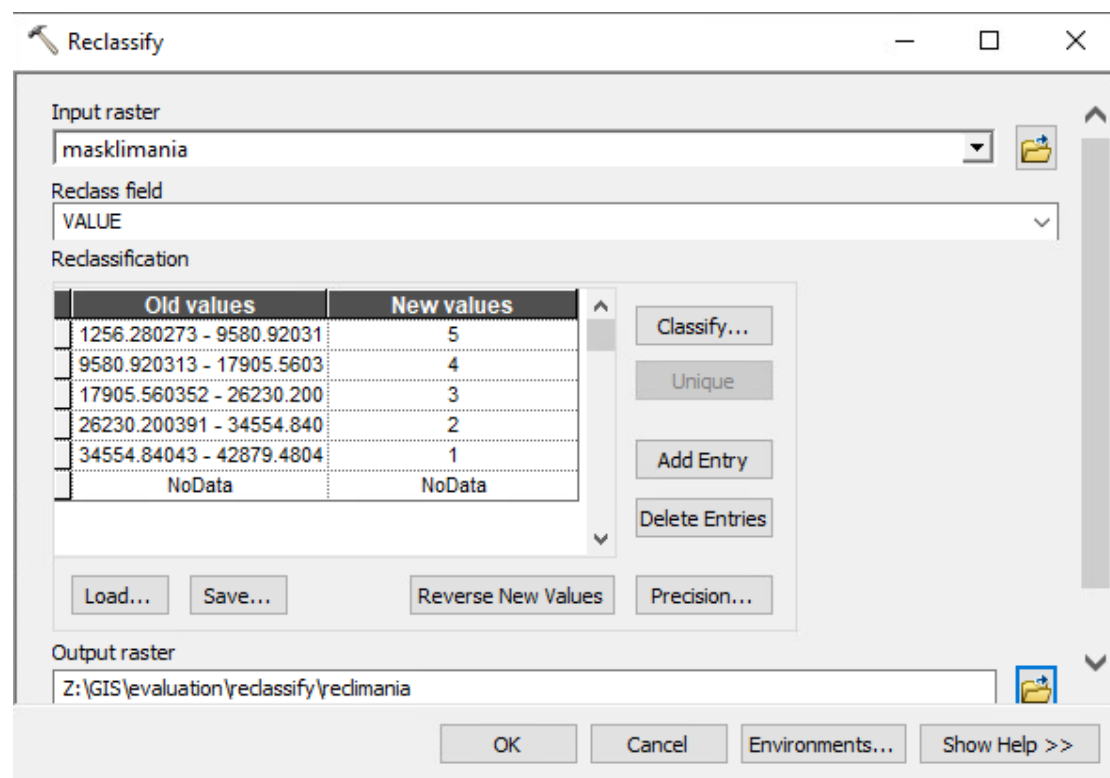 Reclassify
Input raster
masklimania
Reclass field
VALUE
Reclassification
Old values New values
1256.280273 - 9580.92031 5
9580.920313 - 17905.5603 4
17905.560352 - 26230.200 3
26230.200391 - 34554.840 2
34554.84043 - 42879.4804 1
NoData NoData
Classify...
Unique
Add Entry
Delete Entries
Load... Save... Reverse New Values Precision...
Output raster
Z:\GIS\evaluation\reclassify\reclimania
OK Cancel Environments... Show Help >>